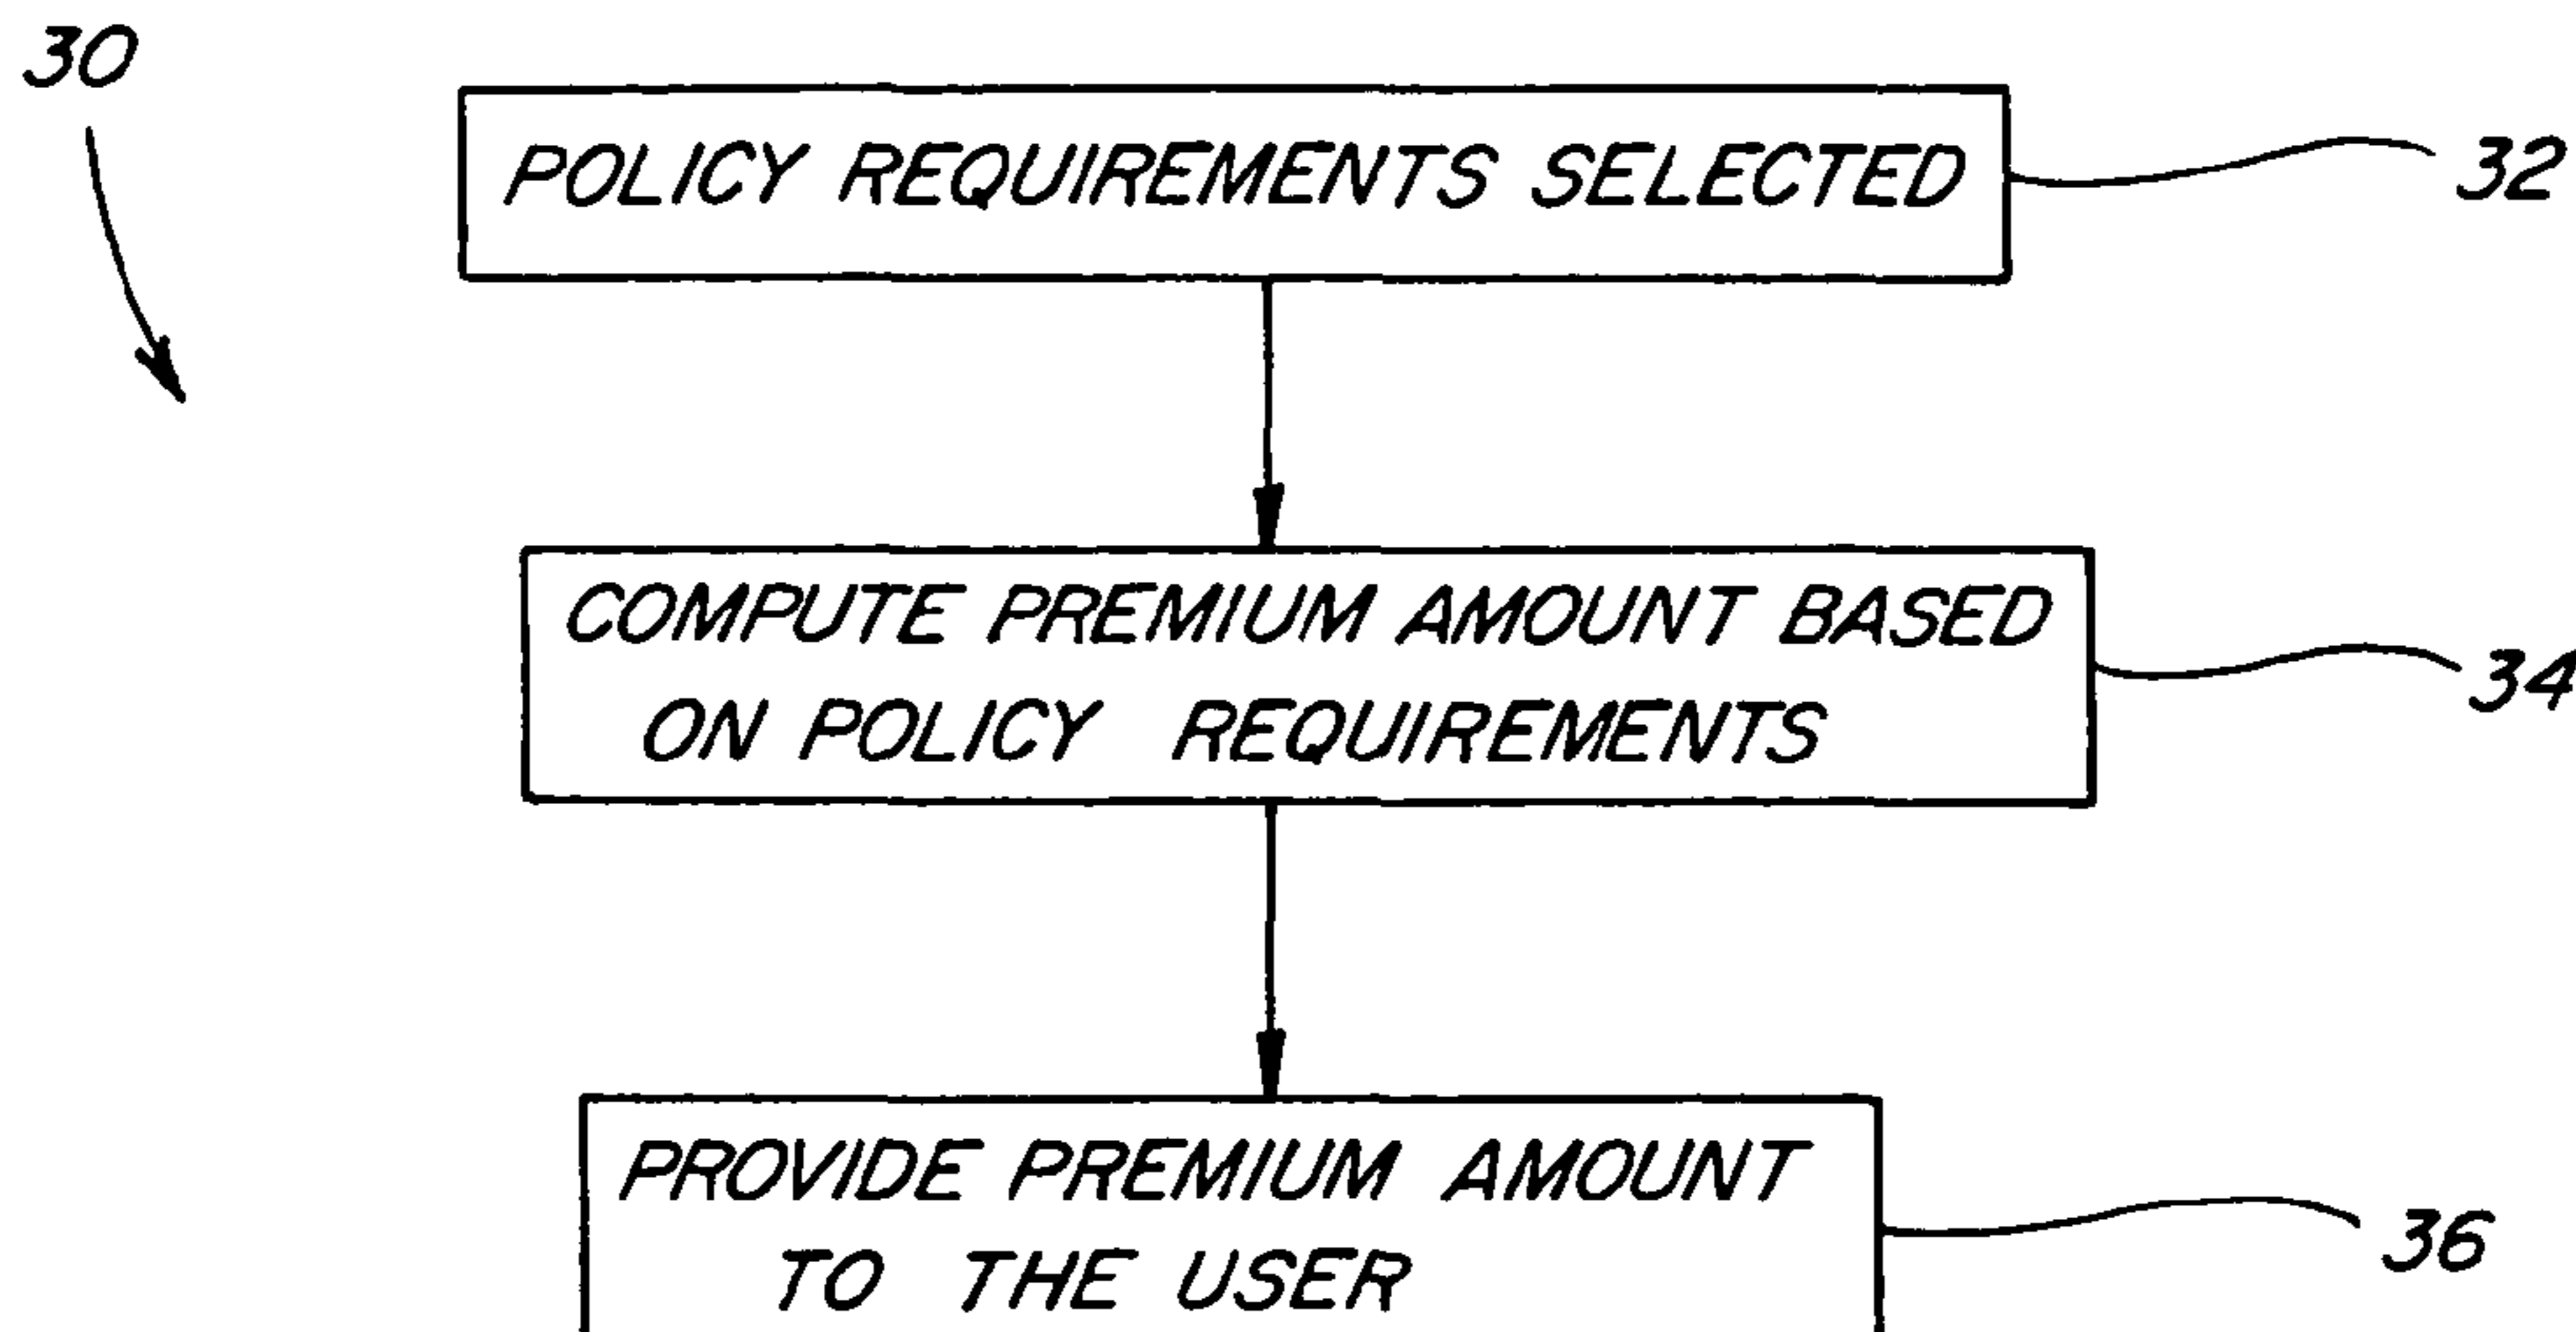 30
POLICY REQUIREMENTS SELECTED
32
COMPUTE PREMIUM AMOUNT BASED
ON POLICY REQUIREMENTS
34
PROVIDE PREMIUM AMOUNT
TO THE USER
36